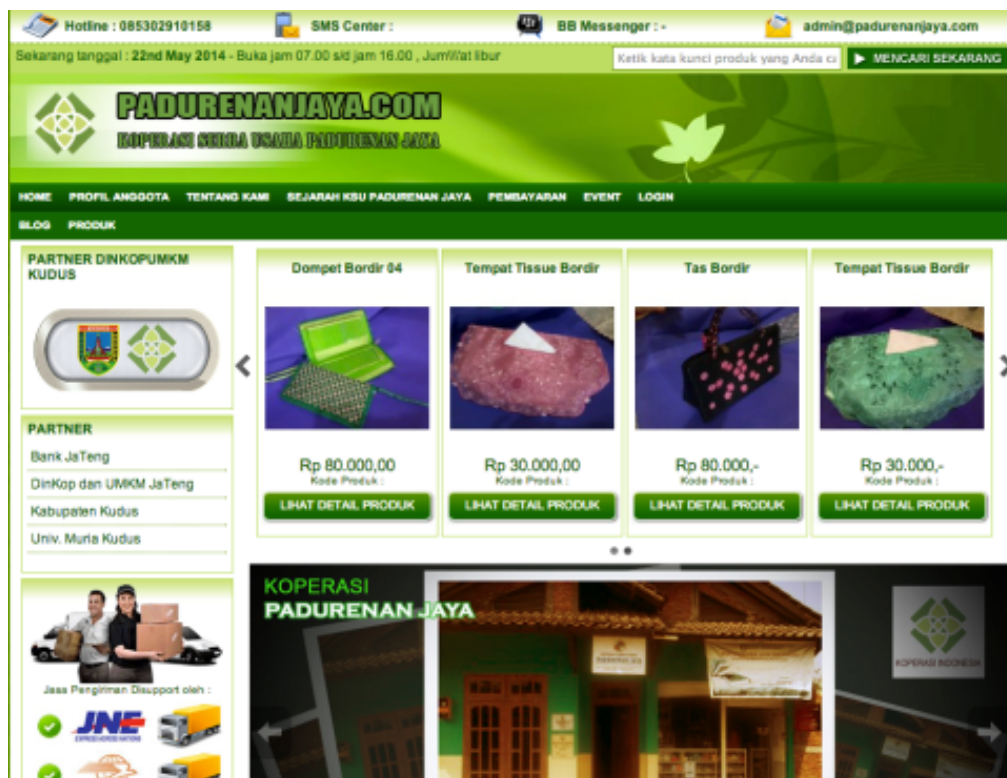 Hotline : 085302910158
SMS Center :
BB Messenger : -
admin@padurenanjaya.com
Sekarang tanggal : 22nd May 2014 - Buka jam 07.00 s/d jam 16.00 , Jum\\\'at libur
Ketik kata kunci produk yang Anda ca
MENCARI SEKARANG
PADURENANJAYA.COM
KOPERASI SERBA USAHA PADURENAN JAYA
HOME PROFIL ANGGOTA TENTANG KAMI SEJARAH KSU PADURENAN JAYA PEMBAYARAN EVENT LOGIN
BLOG PRODUK
PARTNER DINKOPUMKM
KUDUS
Dompet Bordir 04
Rp 80.000,00
Kode Produk :
LIHAT DETAIL PRODUK
Tempat Tissue Bordir
Rp 30.000,00
Kode Produk :
LIHAT DETAIL PRODUK
Tas Bordir
Rp 80.000,-
Kode Produk :
LIHAT DETAIL PRODUK
Tempat Tissue Bordir
Rp 30.000,-
Kode Produk :
LIHAT DETAIL PRODUK
PARTNER
Bank JaTeng
DinKop dan UMKM JaTeng
Kabupaten Kudus
Univ. Muria Kudus
Jasa Pengiriman Disupport oleh :
JNE
KOPERASI
PADURENAN JAYA
KOPERASI INDONESIA